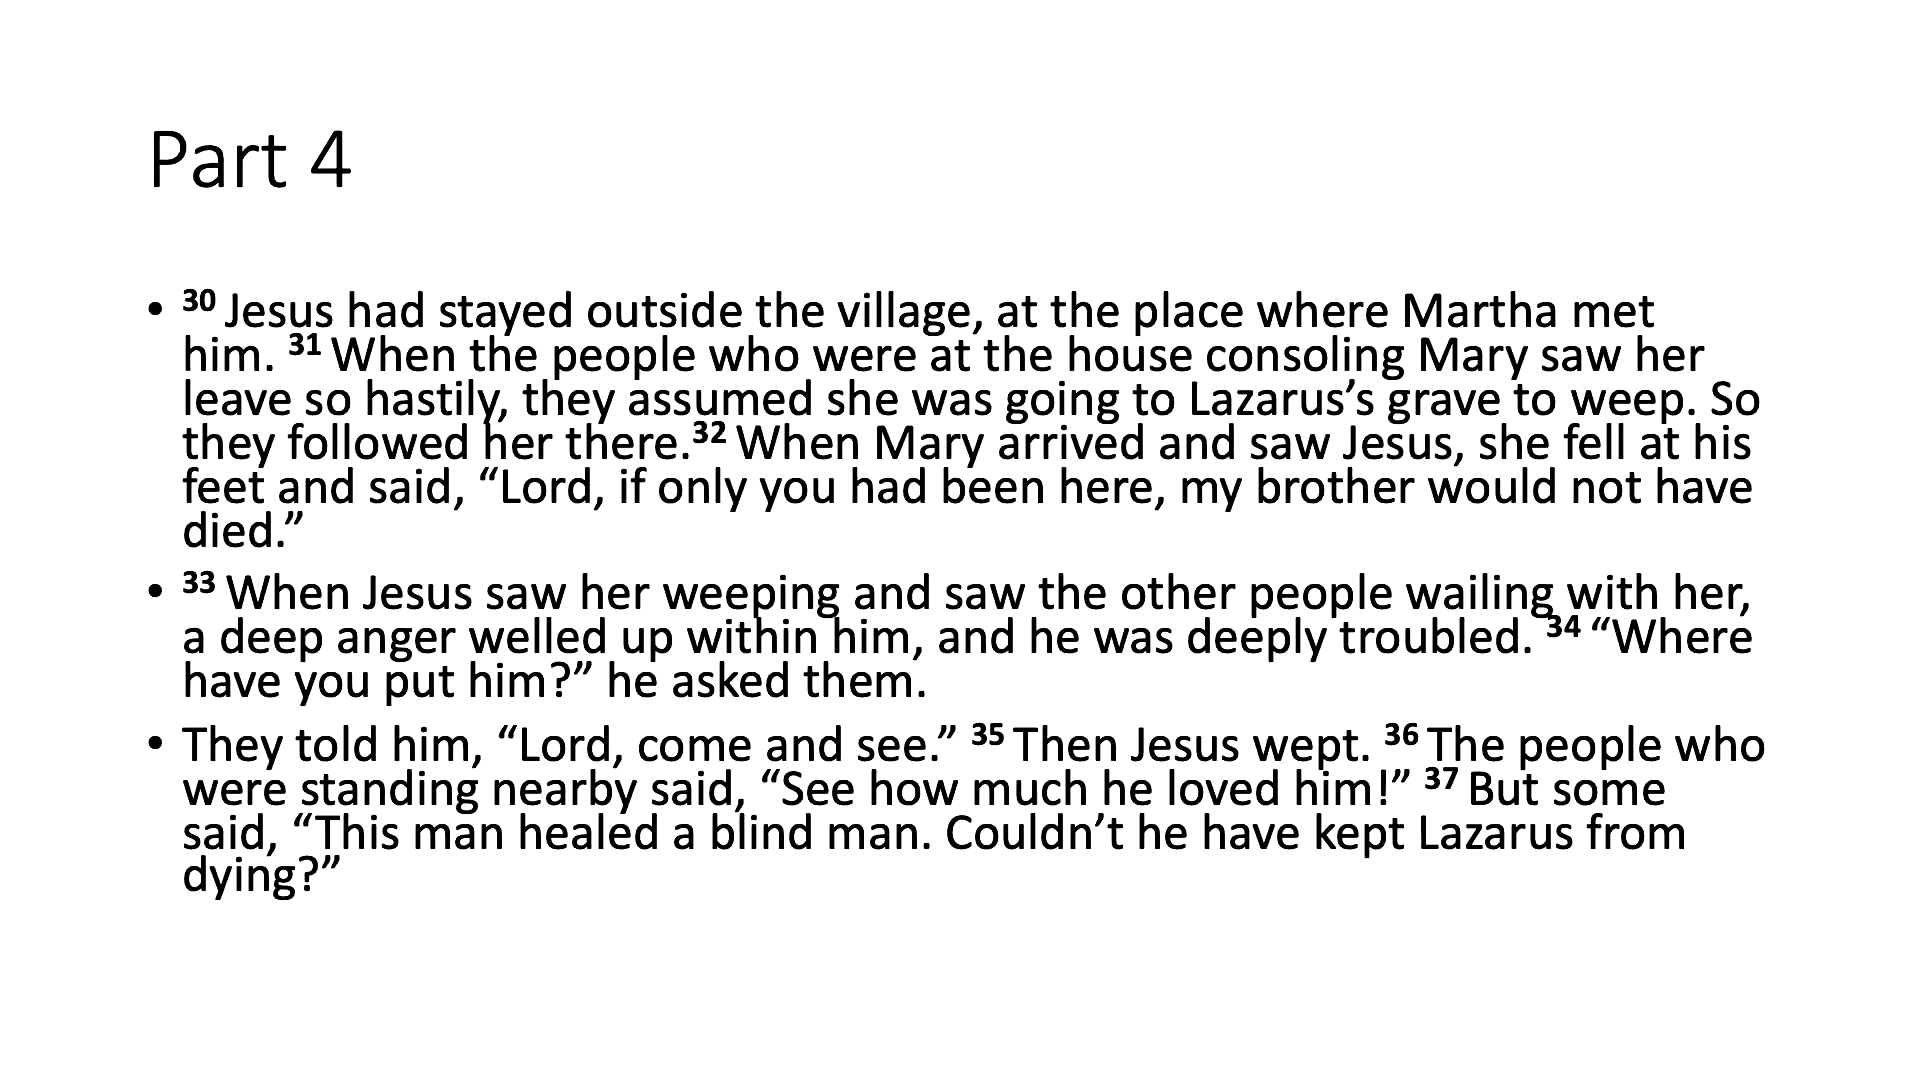 Part 4
• 30 Jesus had stayed outside the village, at the place where Martha met
him. 31 When the people who were at the house consoling Mary saw her
leave so hastily, they assumed she was going to Lazarus’s grave to weep. So
they followed her there.32 When Mary arrived and saw Jesus, she fell at his
feet and said, “Lord, if only you had been here, my brother would not have
died.”
• 33 When Jesus saw her weeping and saw the other people wailing with her,
a deep anger welled up within him, and he was deeply troubled. 34 “Where
have you put him?” he asked them.
• They told him, “Lord, come and see.” 35 Then Jesus wept. 36 The people who
were standing nearby said, “See how much he loved him!” 37 But some
said, “This man healed a blind man. Couldn’t he have kept Lazarus from
dying?”